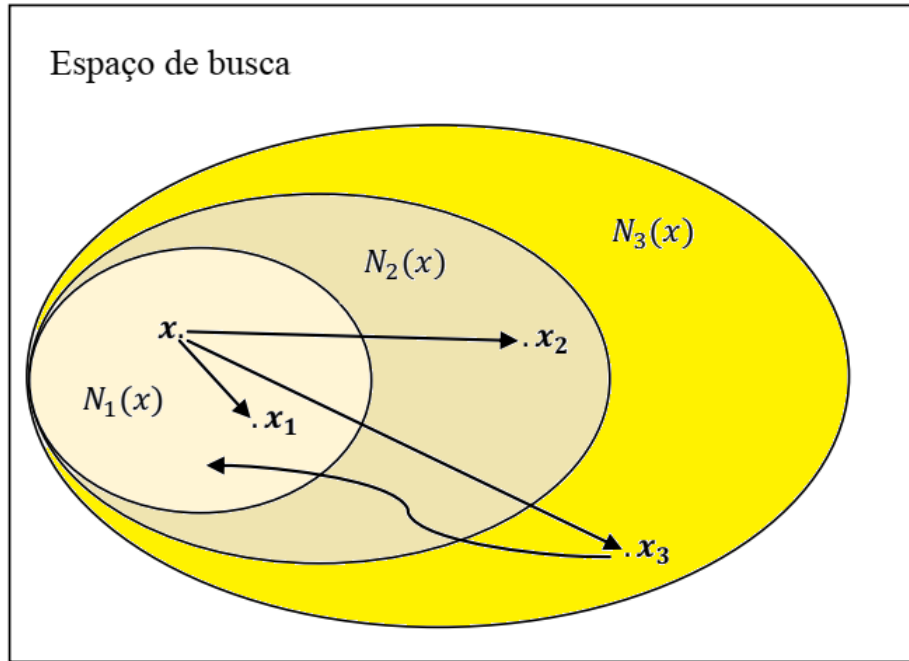 Espaço de busca
N₃(x)
N₂(x)
x.
. x₂
N₁(x)
. x₁
. x₃